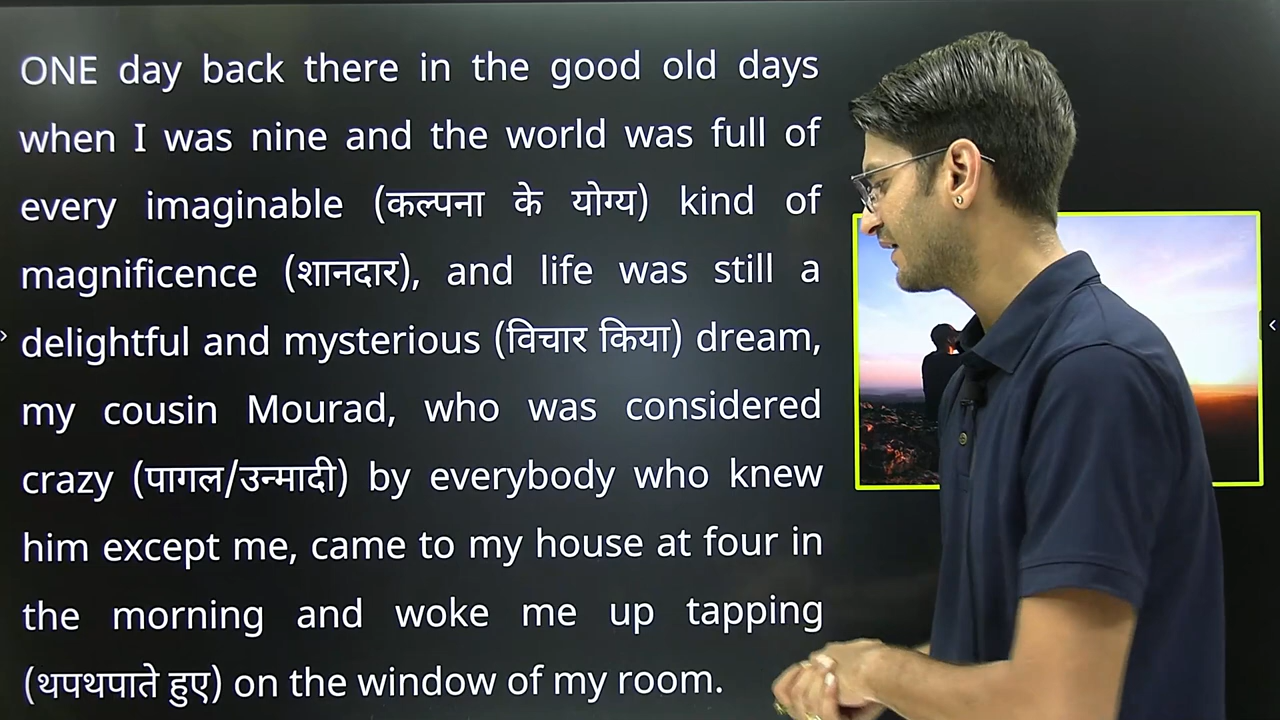 ONE day back there in the good old days
when I was nine and the world was full of
every imaginable (कल्पना के योग्य) kind of
magnificence (शानदार), and life was still a
delightful and mysterious (विचार किया) dream,
my cousin Mourad, who was considered
crazy (पागल/उन्मादी) by everybody who knew
him except me, came to my house at four in
the morning and woke me up tapping
(थपथपाते हुए) on the window of my room.